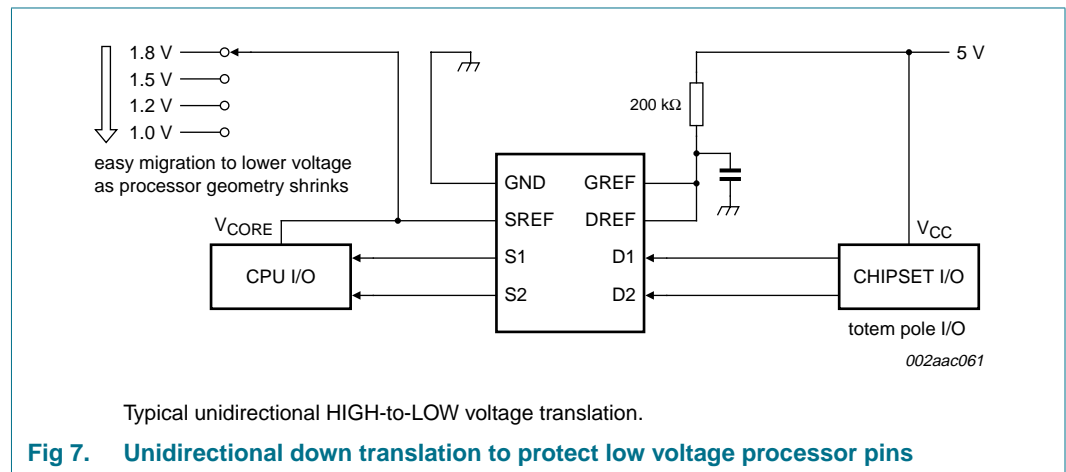 1.8 V
5 V
1.5 V
1.2 V
200 kΩ
1.0 V
easy migration to lower voltage
as processor geometry shrinks
GND
GREF
SREF
DREF
VCORE
VCC
S1
D1
CPU I/O
CHIPSET I/O
S2
D2
totem pole I/O
002aac061
Typical unidirectional HIGH-to-LOW voltage translation.
Fig 7. Unidirectional down translation to protect low voltage processor pins